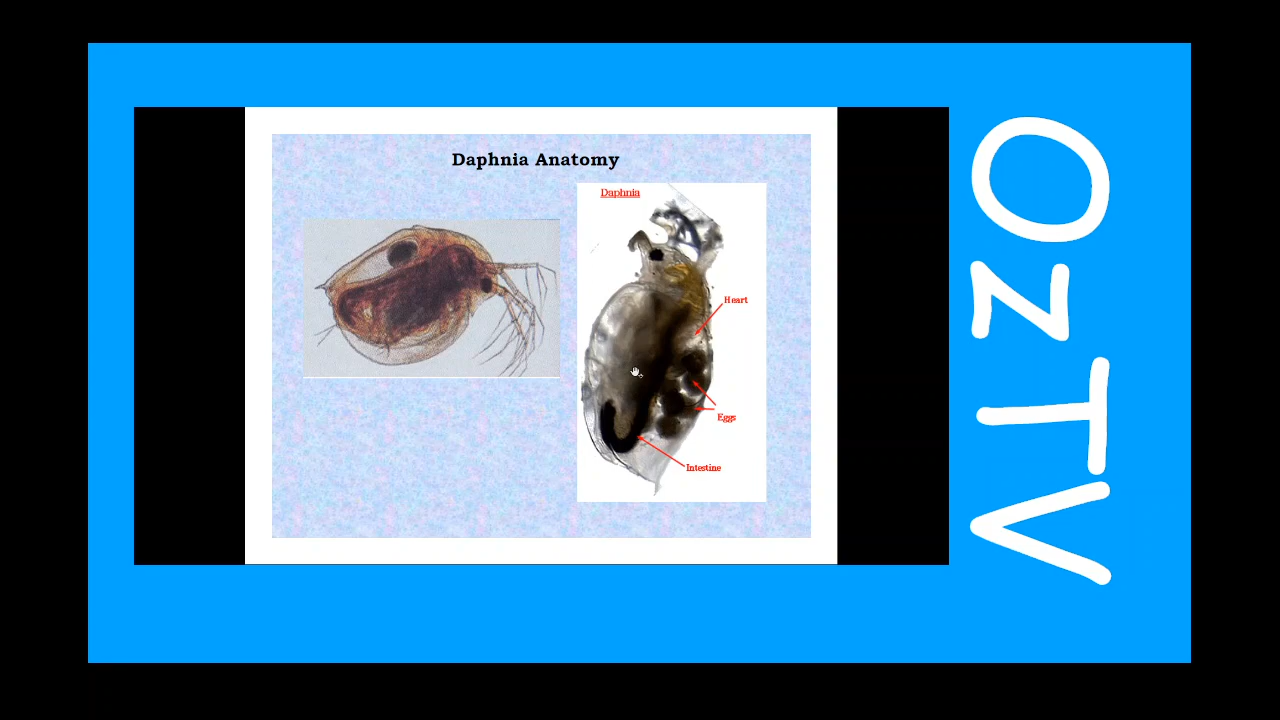 Daphnia Anatomy
Daphnia
Heart
Eggs
Intestine
OzTV